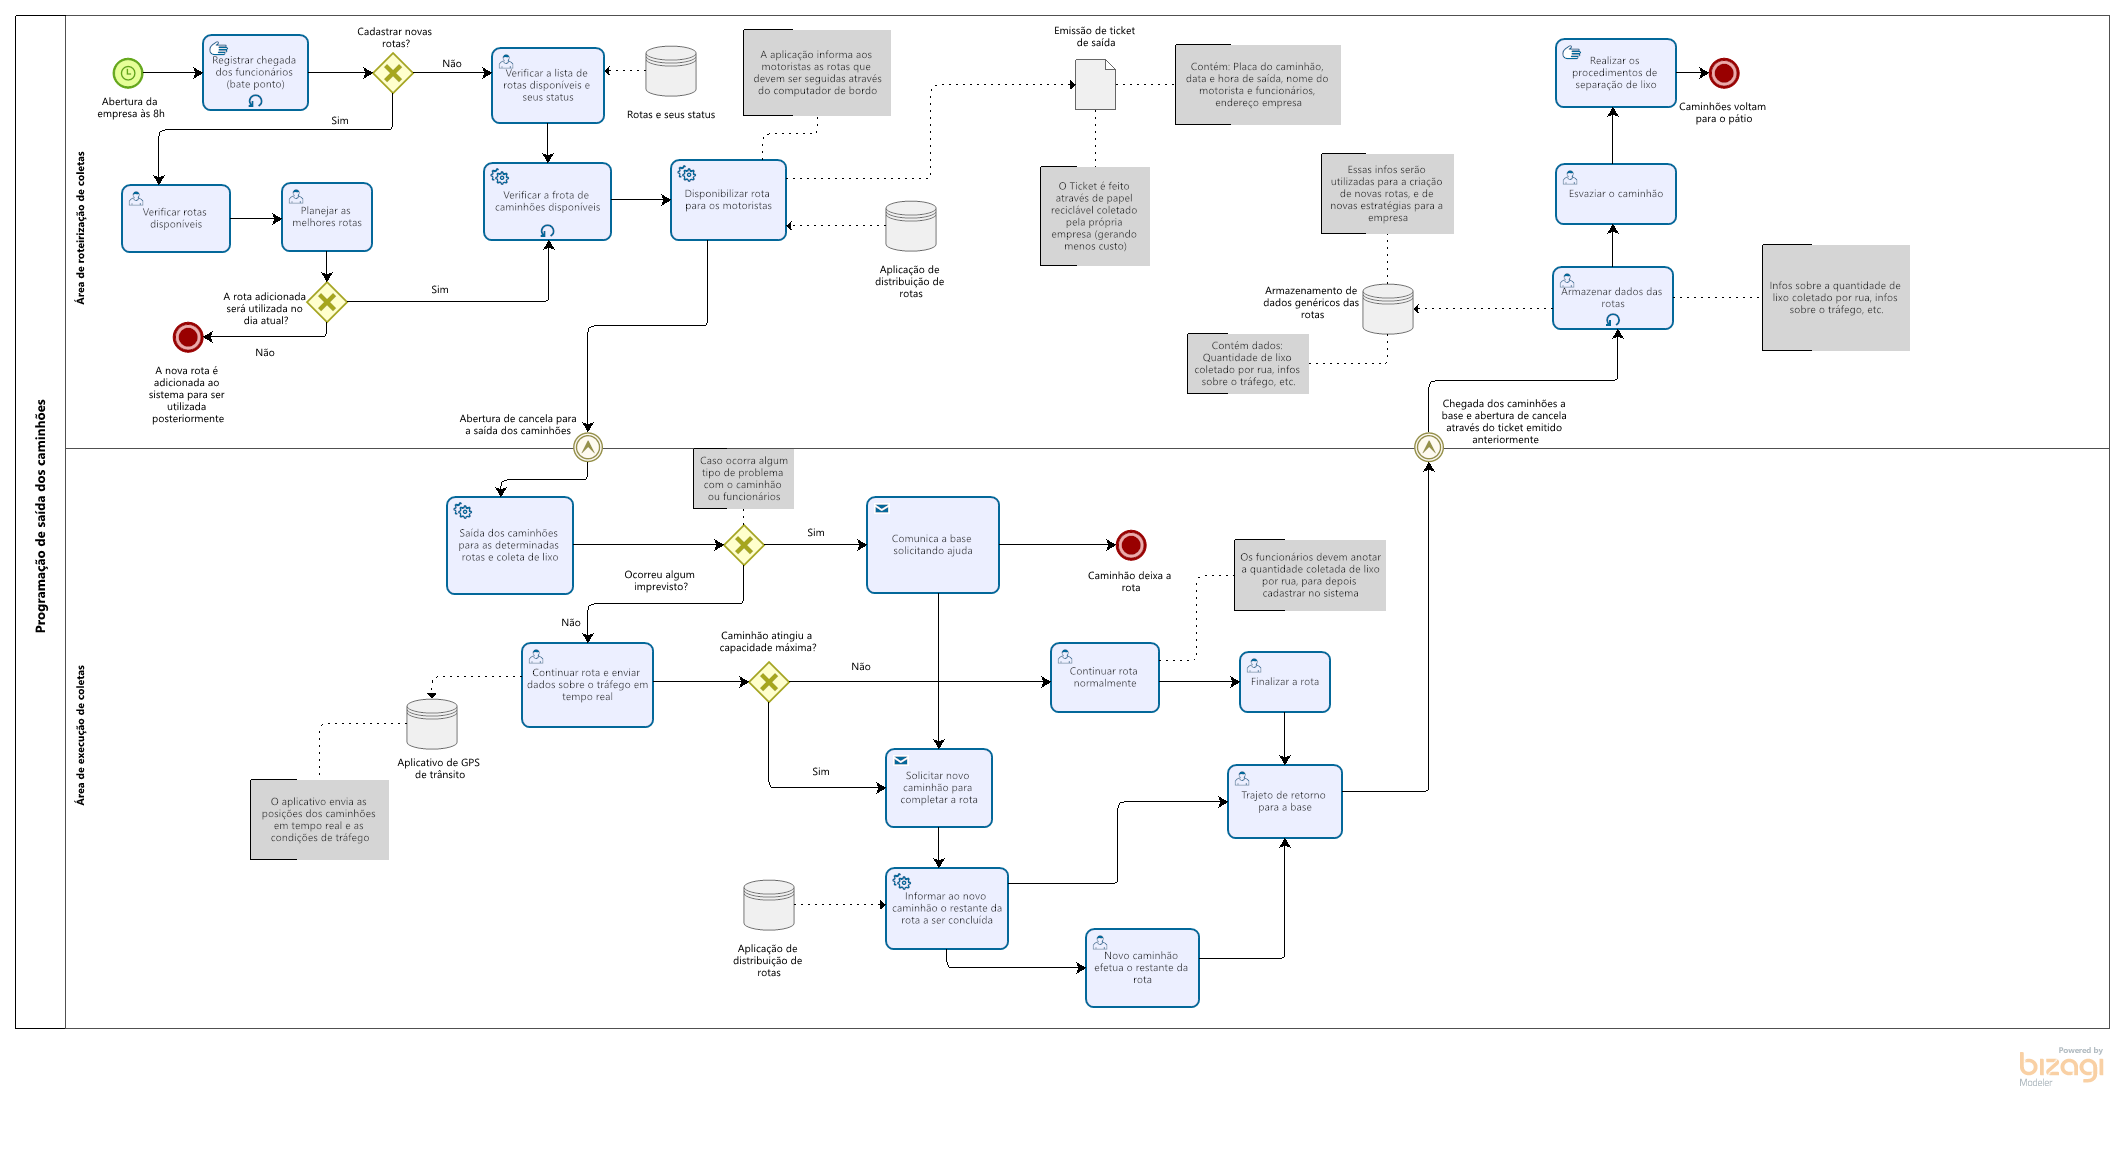 Programação de saída dos caminhões
Área de roteirização de coletas
Abertura da
empresa às 8h
Registrar chegada
dos funcionários
(bate ponto)
Cadastrar novas
rotas?
Não
Sim
Verificar a lista de
rotas disponíveis e
seus status
Rotas e seus status
A aplicação informa aos
motoristas as rotas que
devem ser seguidas através
do computador de bordo
Emissão de ticket
de saída
Contém: Placa do caminhão,
data e hora de saída, nome do
motorista e funcionários,
endereço empresa
Realizar os
procedimentos de
separação de lixo
Caminhões voltam
para o pátio
Verificar rotas
disponíveis
Planejar as
melhores rotas
Verificar a frota de
caminhões disponíveis
Disponibilizar rota
para os motoristas
O Ticket é feito
através de papel
reciclável coletado
pela própria
empresa (gerando
menos custo)
Essas infos serão
utilizadas para a criação
de novas rotas, e de
novas estratégias para a
empresa
Esvaziar o caminhão
Aplicação de
distribuição de
rotas
A rota adicionada
será utilizada no
dia atual?
Sim
Não
A nova rota é
adicionada ao
sistema para ser
utilizada
posteriormente
Armazenamento de
dados genéricos das
rotas
Armazenar dados das
rotas
Infos sobre a quantidade de
lixo coletado por rua, infos
sobre o tráfego, etc.
Contém dados:
Quantidade de lixo
coletado por rua, infos
sobre o tráfego, etc.
Abertura de cancela para
a saída dos caminhões
Chegada dos caminhões a
base e abertura de cancela
através do ticket emitido
anteriormente
Área de execução de coletas
Caso ocorra algum
tipo de problema
com o caminhão
ou funcionários
Saída dos caminhões
para as determinadas
rotas e coleta de lixo
Ocorreu algum
imprevisto?
Sim
Não
Comunica a base
solicitando ajuda
Caminhão deixa a
rota
Os funcionários devem anotar
a quantidade coletada de lixo
por rua, para depois
cadastrar no sistema
Continuar rota e enviar
dados sobre o tráfego em
tempo real
Caminhão atingiu a
capacidade máxima?
Não
Sim
Continuar rota
normalmente
Finalizar a rota
Aplicativo de GPS
de trânsito
O aplicativo envia as
posições dos caminhões
em tempo real e as
condições de tráfego
Solicitar novo
caminhão para
completar a rota
Trajeto de retorno
para a base
Informar ao novo
caminhão o restante da
rota a ser concluída
Aplicação de
distribuição de
rotas
Novo caminhão
efetua o restante da
rota
Powered by
bizagi
Modeler